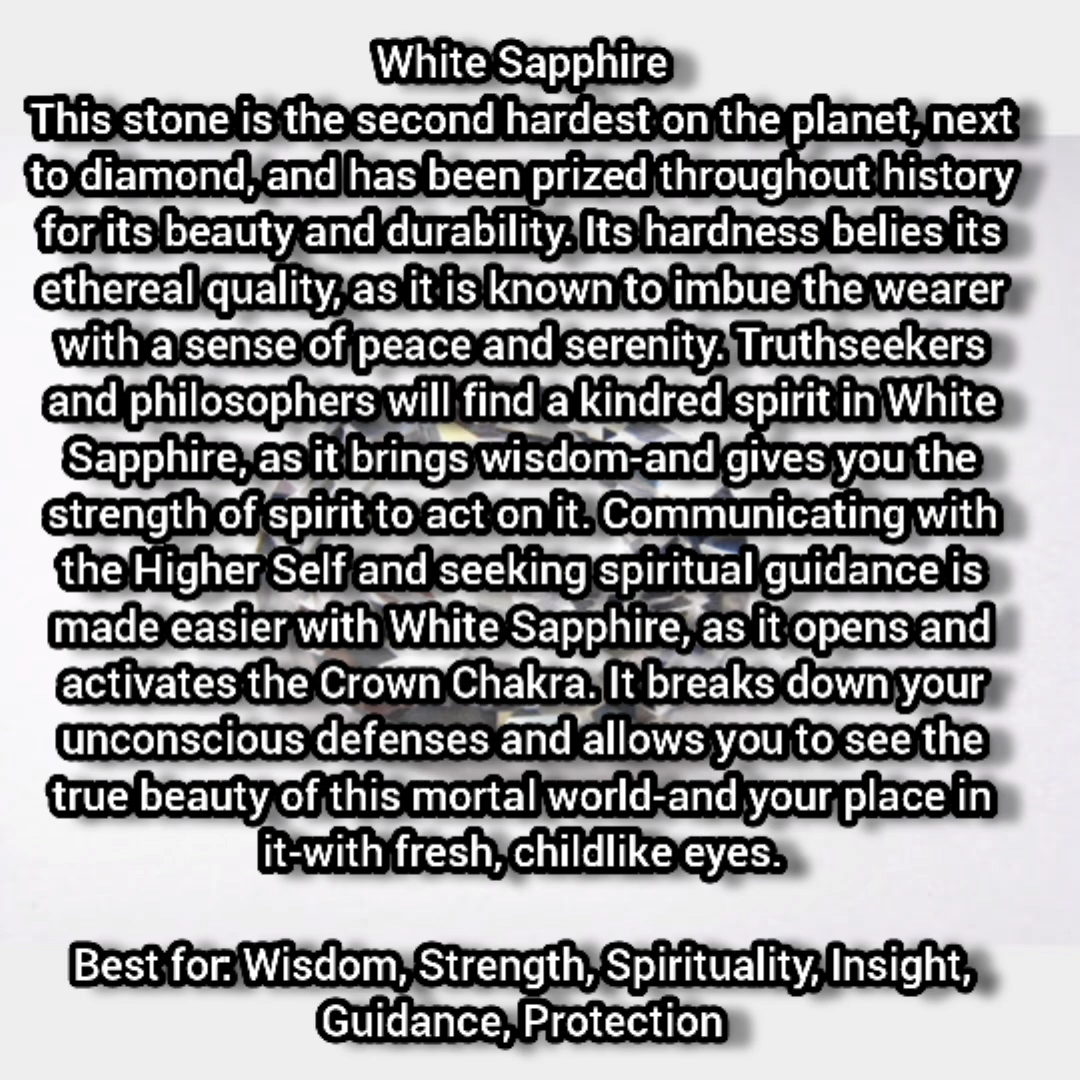 White Sapphire
This stone is the second hardest on the planet, next
to diamond, and has been prized throughout history
for its beauty and durability. Its hardness belies its
ethereal quality, as it is known to imbue the wearer
with a sense of peace and serenity. Truthseekers
and philosophers will find a kindred spirit in White
Sapphire, as it brings wisdom-and gives you the
strength of spirit to act on it. Communicating with
the Higher Self and seeking spiritual guidance is
made easier with White Sapphire, as it opens and
activates the Crown Chakra. It breaks down your
unconscious defenses and allows you to see the
true beauty of this mortal world-and your place in
it-with fresh, childlike eyes.
Best for: Wisdom, Strength, Spirituality, Insight,
Guidance, Protection